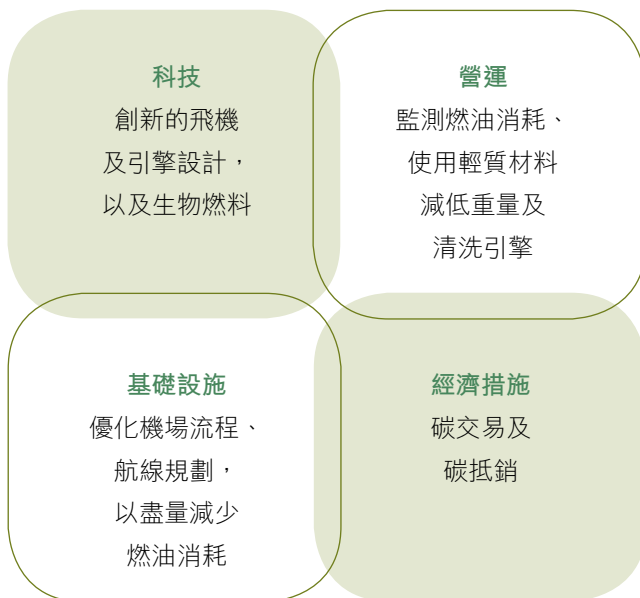 科技
創新的飛機
及引擎設計，
以及生物燃料
營運
監測燃油消耗、
使用輕質材料
減低重量及
清洗引擎
基礎設施
優化機場流程、
航線規劃，
以盡量減少
燃油消耗
經濟措施
碳交易及
碳抵銷